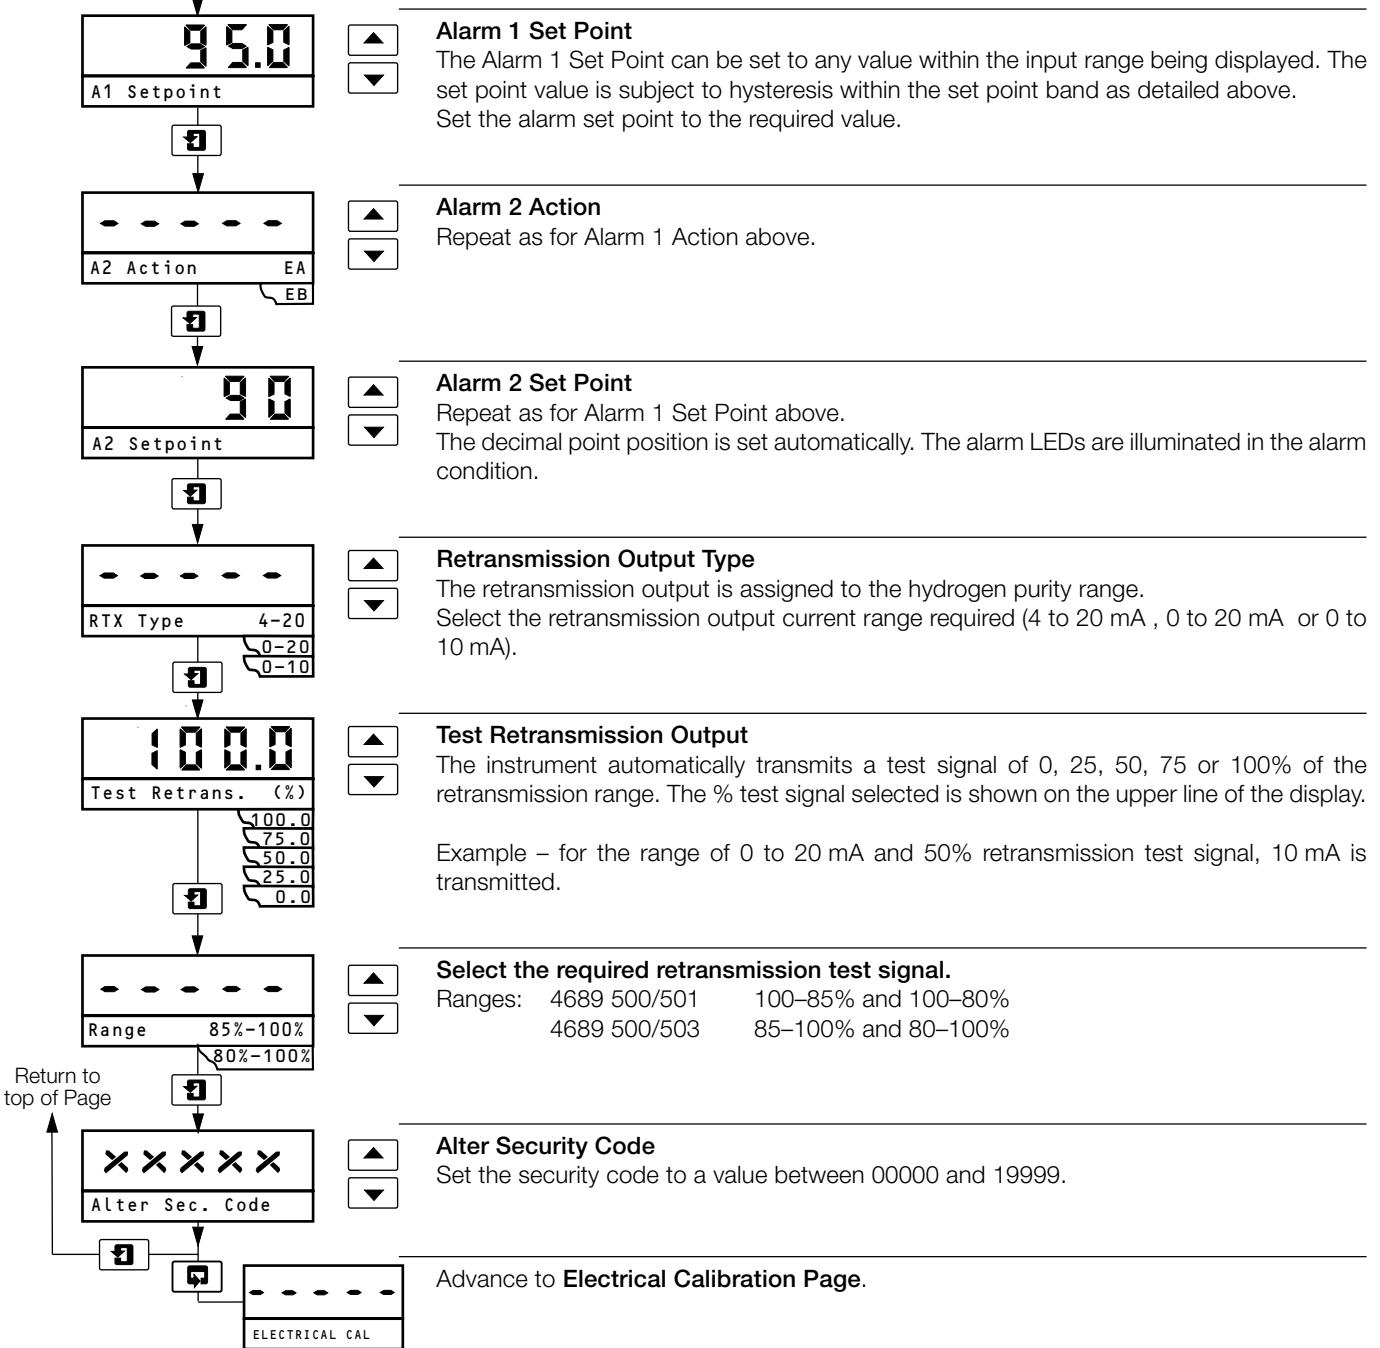 95.0
A1 Setpoint
Alarm 1 Set Point
The Alarm 1 Set Point can be set to any value within the input range being displayed. The
set point value is subject to hysteresis within the set point band as detailed above.
Set the alarm set point to the required value.
- - - - -
A2 Action EA
EB
Alarm 2 Action
Repeat as for Alarm 1 Action above.
90
A2 Setpoint
Alarm 2 Set Point
Repeat as for Alarm 1 Set Point above.
The decimal point position is set automatically. The alarm LEDs are illuminated in the alarm
condition.
- - - - -
RTX Type 4-20
0-20
0-10
Retransmission Output Type
The retransmission output is assigned to the hydrogen purity range.
Select the retransmission output current range required (4 to 20 mA , 0 to 20 mA or 0 to
10 mA).
100.0
Test Retrans. (%)
100.0
75.0
50.0
25.0
0.0
Test Retransmission Output
The instrument automatically transmits a test signal of 0, 25, 50, 75 or 100% of the
retransmission range. The % test signal selected is shown on the upper line of the display.
Example – for the range of 0 to 20 mA and 50% retransmission test signal, 10 mA is
transmitted.
- - - - -
Range 85%-100%
80%-100%
Select the required retransmission test signal.
Ranges: 4689 500/501 100–85% and 100–80%
4689 500/503 85–100% and 80–100%
Return to
top of Page
×××××
Alter Sec. Code
Alter Security Code
Set the security code to a value between 00000 and 19999.
- - - - -
ELECTRICAL CAL
Advance to Electrical Calibration Page.